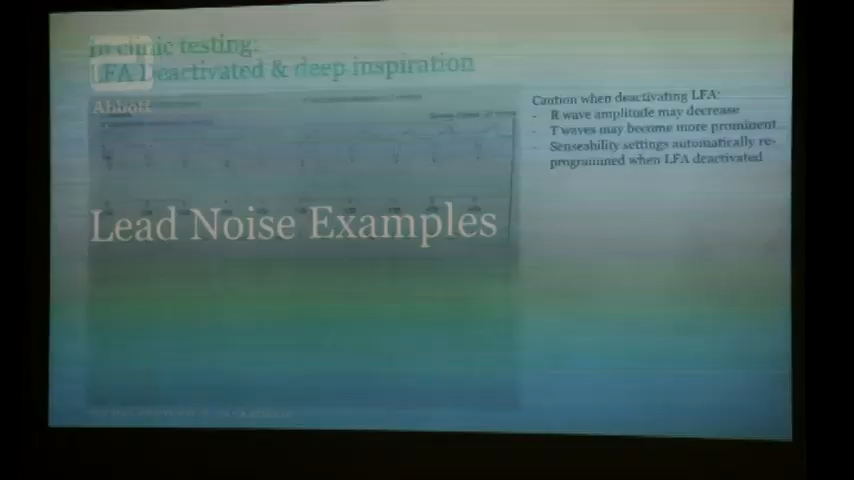 In clinic testing:
LFA Deactivated & deep inspiration
Abbott
Caution when deactivating LFA:
- R wave amplitude may decrease
- T waves may become more prominent
- Senseability settings automatically re-
programmed when LFA deactivated
Lead Noise Examples